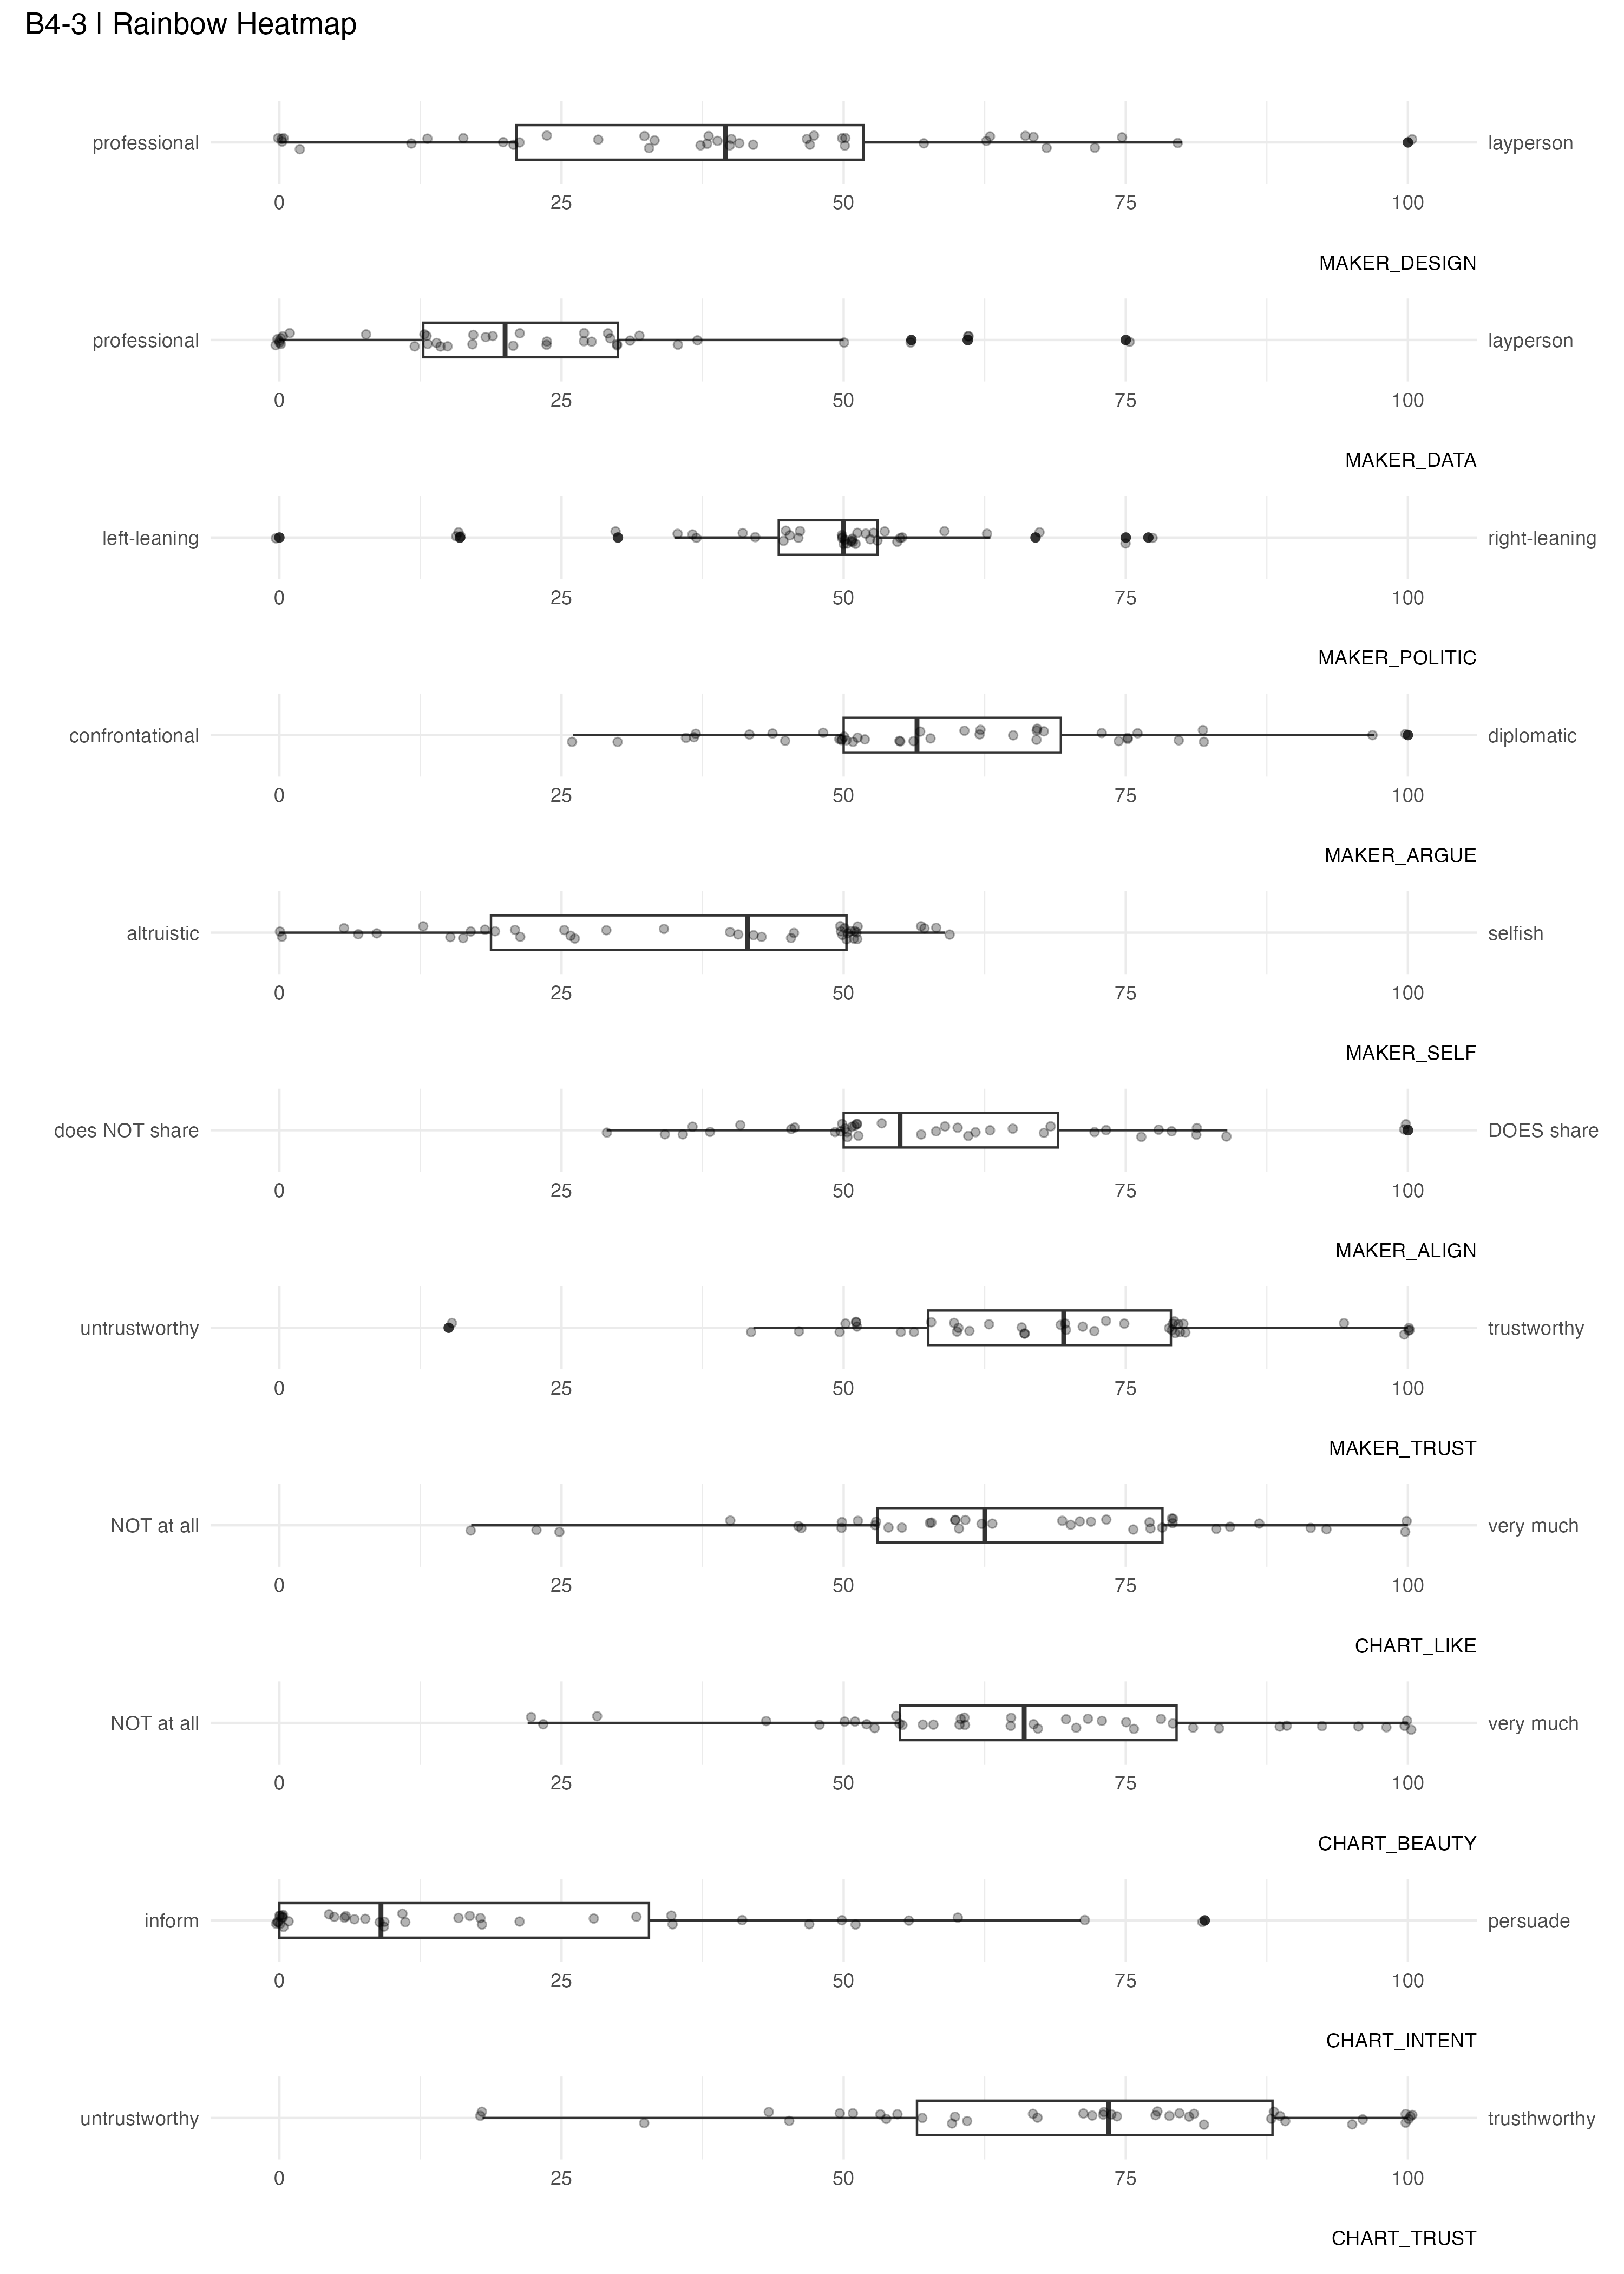 B4-3 | Rainbow Heatmap
professional layperson
0 25 50 75 100
MAKER_DESIGN
professional layperson
0 25 50 75 100
MAKER_DATA
left-leaning right-leaning
0 25 50 75 100
MAKER_POLITIC
confrontational diplomatic
0 25 50 75 100
MAKER_ARGUE
altruistic selfish
0 25 50 75 100
MAKER_SELF
does NOT share DOES share
0 25 50 75 100
MAKER_ALIGN
untrustworthy trustworthy
0 25 50 75 100
MAKER_TRUST
NOT at all very much
0 25 50 75 100
CHART_LIKE
NOT at all very much
0 25 50 75 100
CHART_BEAUTY
inform persuade
0 25 50 75 100
CHART_INTENT
untrustworthy trusthworthy
0 25 50 75 100
CHART_TRUST